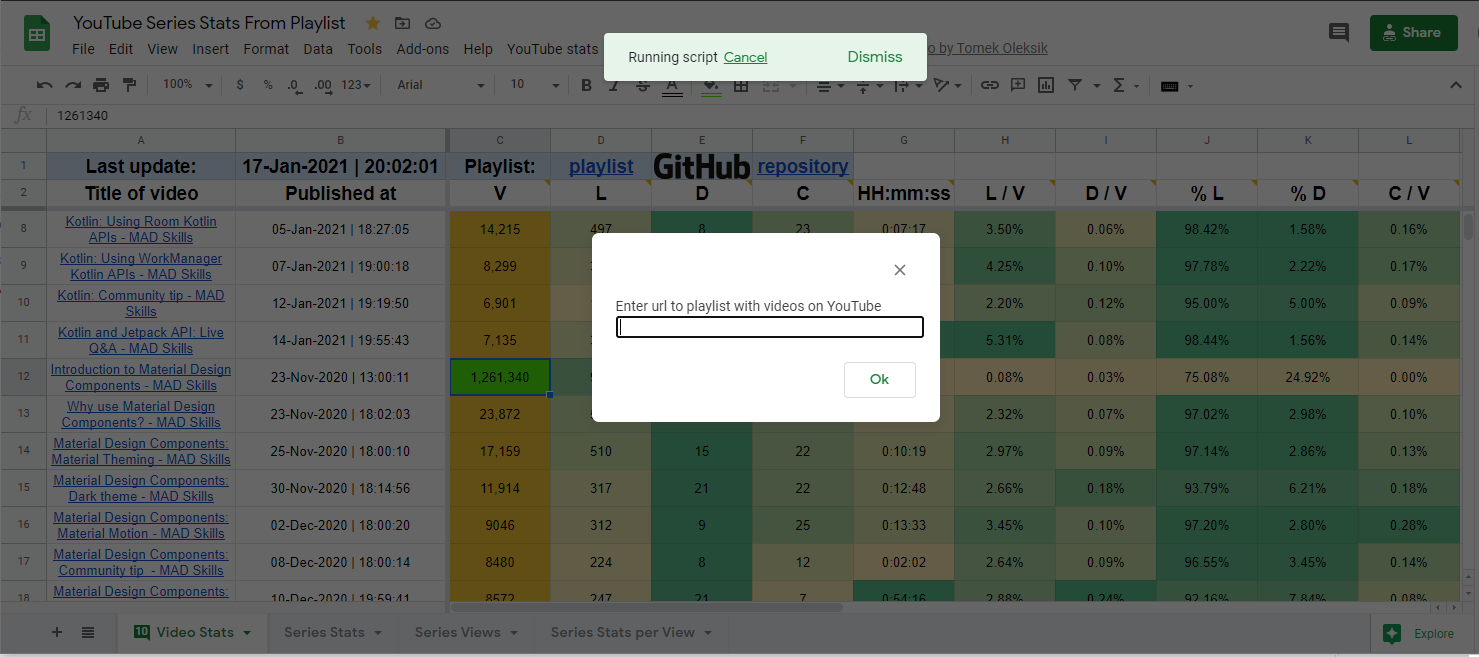 YouTube Series Stats From Playlist
File Edit View Insert Format Data Tools Add-ons Help YouTube stats
o by Tomek Oleksik
Share
Running script Cancel Dismiss
100% $ % .0 .00 123 Arial 10 B I S A
fx 1261340
A B C D E F G H I J K L
1 Last update: 17-Jan-2021 | 20:02:01 Playlist: playlist GitHub repository
2 Title of video Published at V L D C HH:mm:ss L / V D / V % L % D C / V
8 Kotlin: Using Room Kotlin APIs - MAD Skills 05-Jan-2021 | 18:27:05 14,215 497 8 23 0:07:17 3.50% 0.06% 98.42% 1.58% 0.16%
9 Kotlin: Using WorkManager Kotlin APIs - MAD Skills 07-Jan-2021 | 19:00:18 8,299 4.25% 0.10% 97.78% 2.22% 0.17%
10 Kotlin: Community tip - MAD Skills 12-Jan-2021 | 19:19:50 6,901 2.20% 0.12% 95.00% 5.00% 0.09%
11 Kotlin and Jetpack API: Live Q&A - MAD Skills 14-Jan-2021 | 19:55:43 7,135 5.31% 0.08% 98.44% 1.56% 0.14%
12 Introduction to Material Design Components - MAD Skills 23-Nov-2020 | 13:00:11 1,261,340 0.08% 0.03% 75.08% 24.92% 0.00%
13 Why use Material Design Components? - MAD Skills 23-Nov-2020 | 18:02:03 23,872 2.32% 0.07% 97.02% 2.98% 0.10%
14 Material Design Components: Material Theming - MAD Skills 25-Nov-2020 | 18:00:10 17,159 510 15 22 0:10:19 2.97% 0.09% 97.14% 2.86% 0.13%
15 Material Design Components: Dark theme - MAD Skills 30-Nov-2020 | 18:14:56 11,914 317 21 22 0:12:48 2.66% 0.18% 93.79% 6.21% 0.18%
16 Material Design Components: Material Motion - MAD Skills 02-Dec-2020 | 18:00:20 9046 312 9 25 0:13:33 3.45% 0.10% 97.20% 2.80% 0.28%
17 Material Design Components: Community tip - MAD Skills 08-Dec-2020 | 18:00:14 8480 224 8 12 0:02:02 2.64% 0.09% 96.55% 3.45% 0.14%
18 Material Design Components: 10-Dec-2020 | 19:59:41 8572 247 21 7 0:54:16 2.88% 0.24% 92.16% 7.84% 0.08%
Enter url to playlist with videos on YouTube
Ok
10 Video Stats Series Stats Series Views Series Stats per View Explore